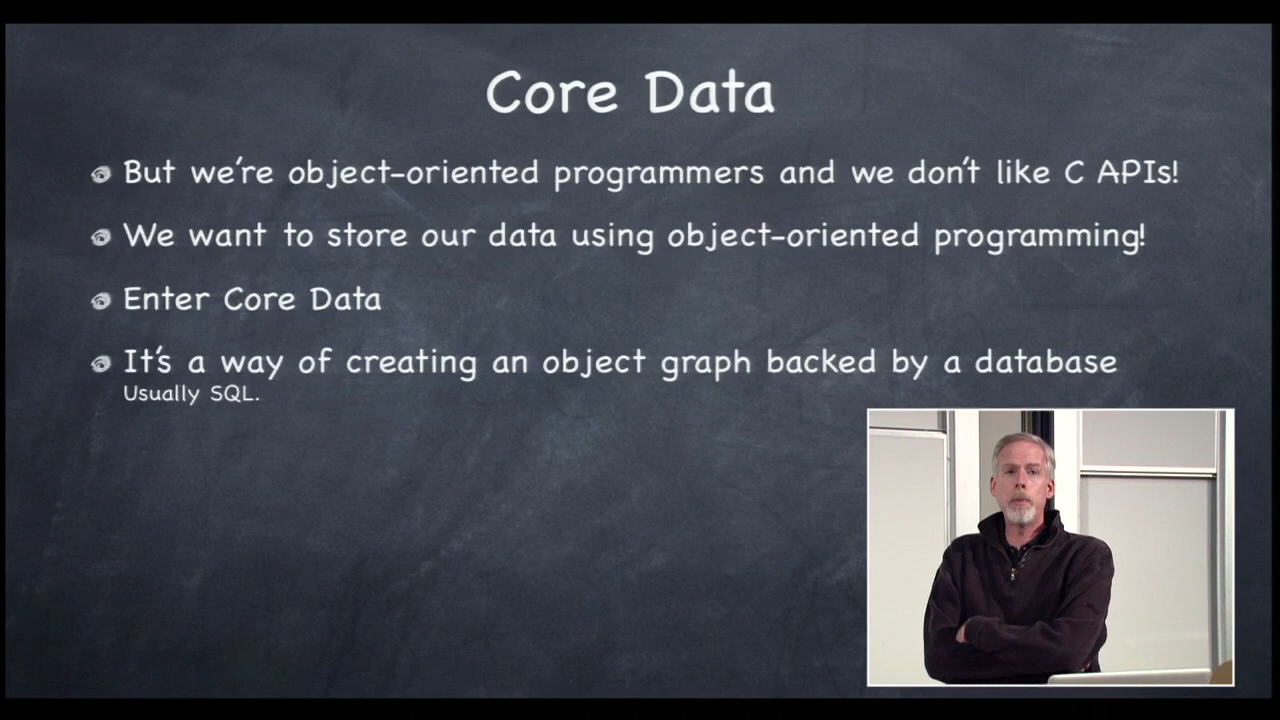 Core Data
But we're object-oriented programmers and we don't like C APIs!
We want to store our data using object-oriented programming!
Enter Core Data
It's a way of creating an object graph backed by a database
Usually SQL.